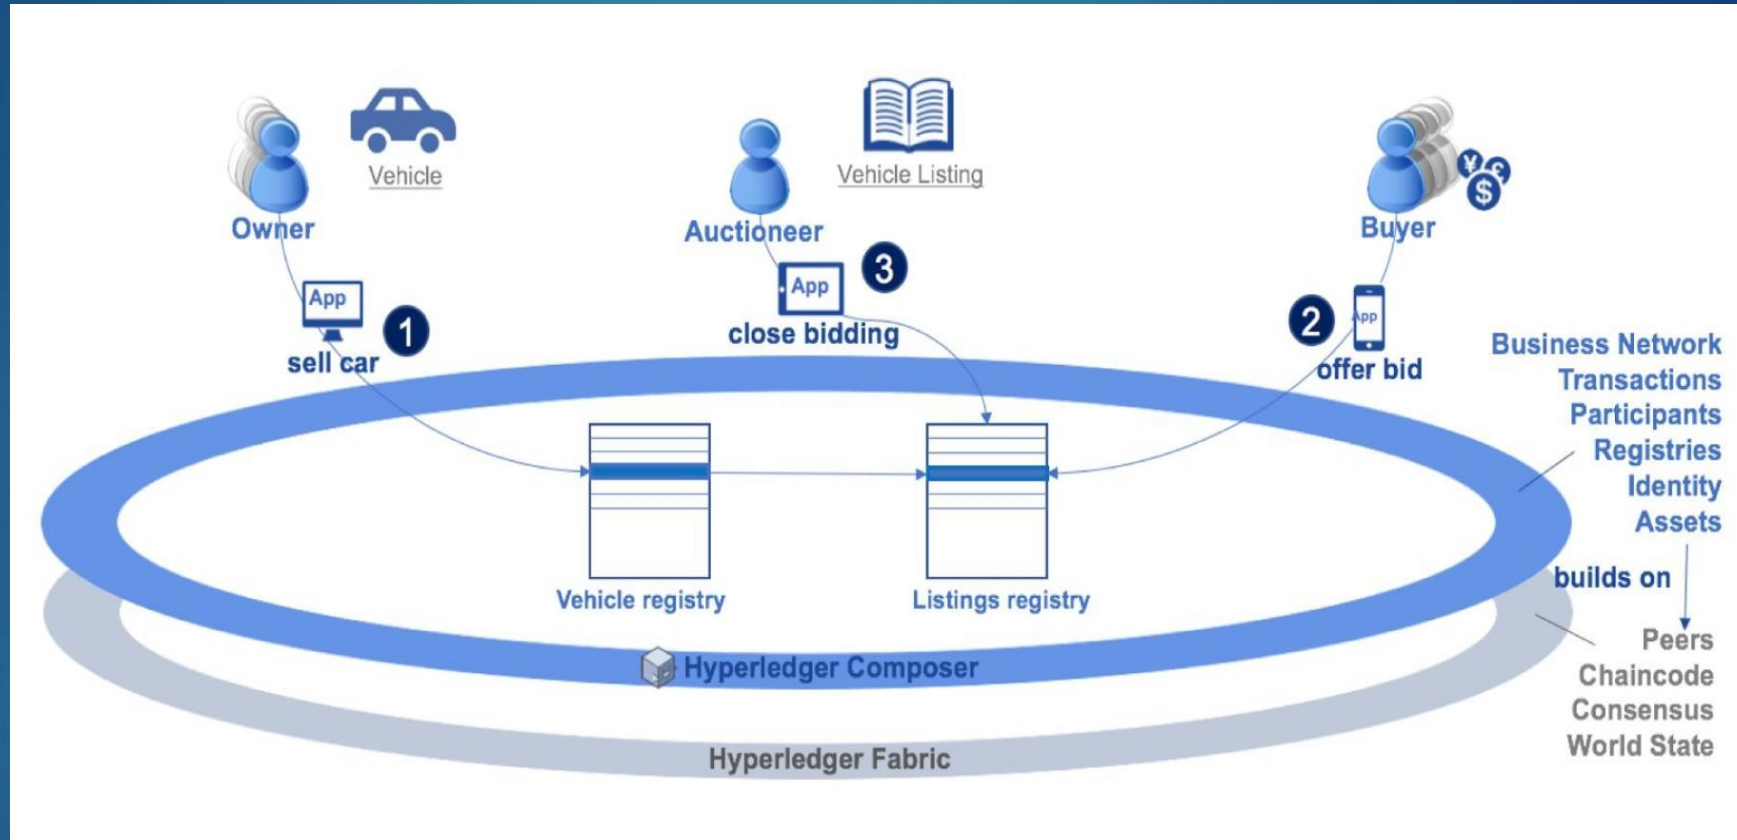 Vehicle
Owner
App
1
sell car
Vehicle Listing
Auctioneer
App
3
close bidding
¥ £
$
Buyer
App
2
offer bid
Business Network
Transactions
Participants
Registries
Identity
Assets
builds on
Peers
Chaincode
Consensus
World State
Vehicle registry
Listings registry
Hyperledger Composer
Hyperledger Fabric